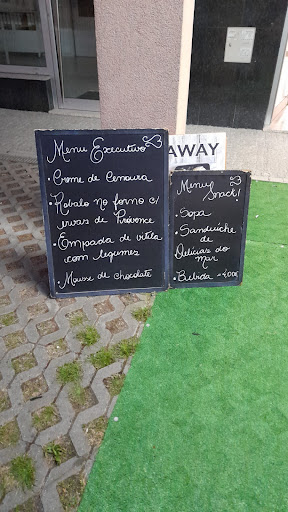 AWAY
Menu Executivo
• Creme de Cenoura
• Robalo no forno c/
ervas de Provence
• Empada de vitela
com legumes
• Mousse de chocolate
Menu
Snack!
• Sopa
• Sanduíche
de
Delícias do
mar
• Bebida